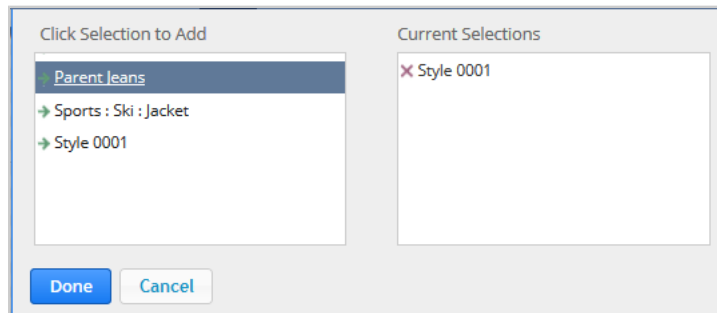 Click Selection to Add
Parent Jeans
Sports : Ski : Jacket
Style 0001
Current Selections
Style 0001
Done
Cancel